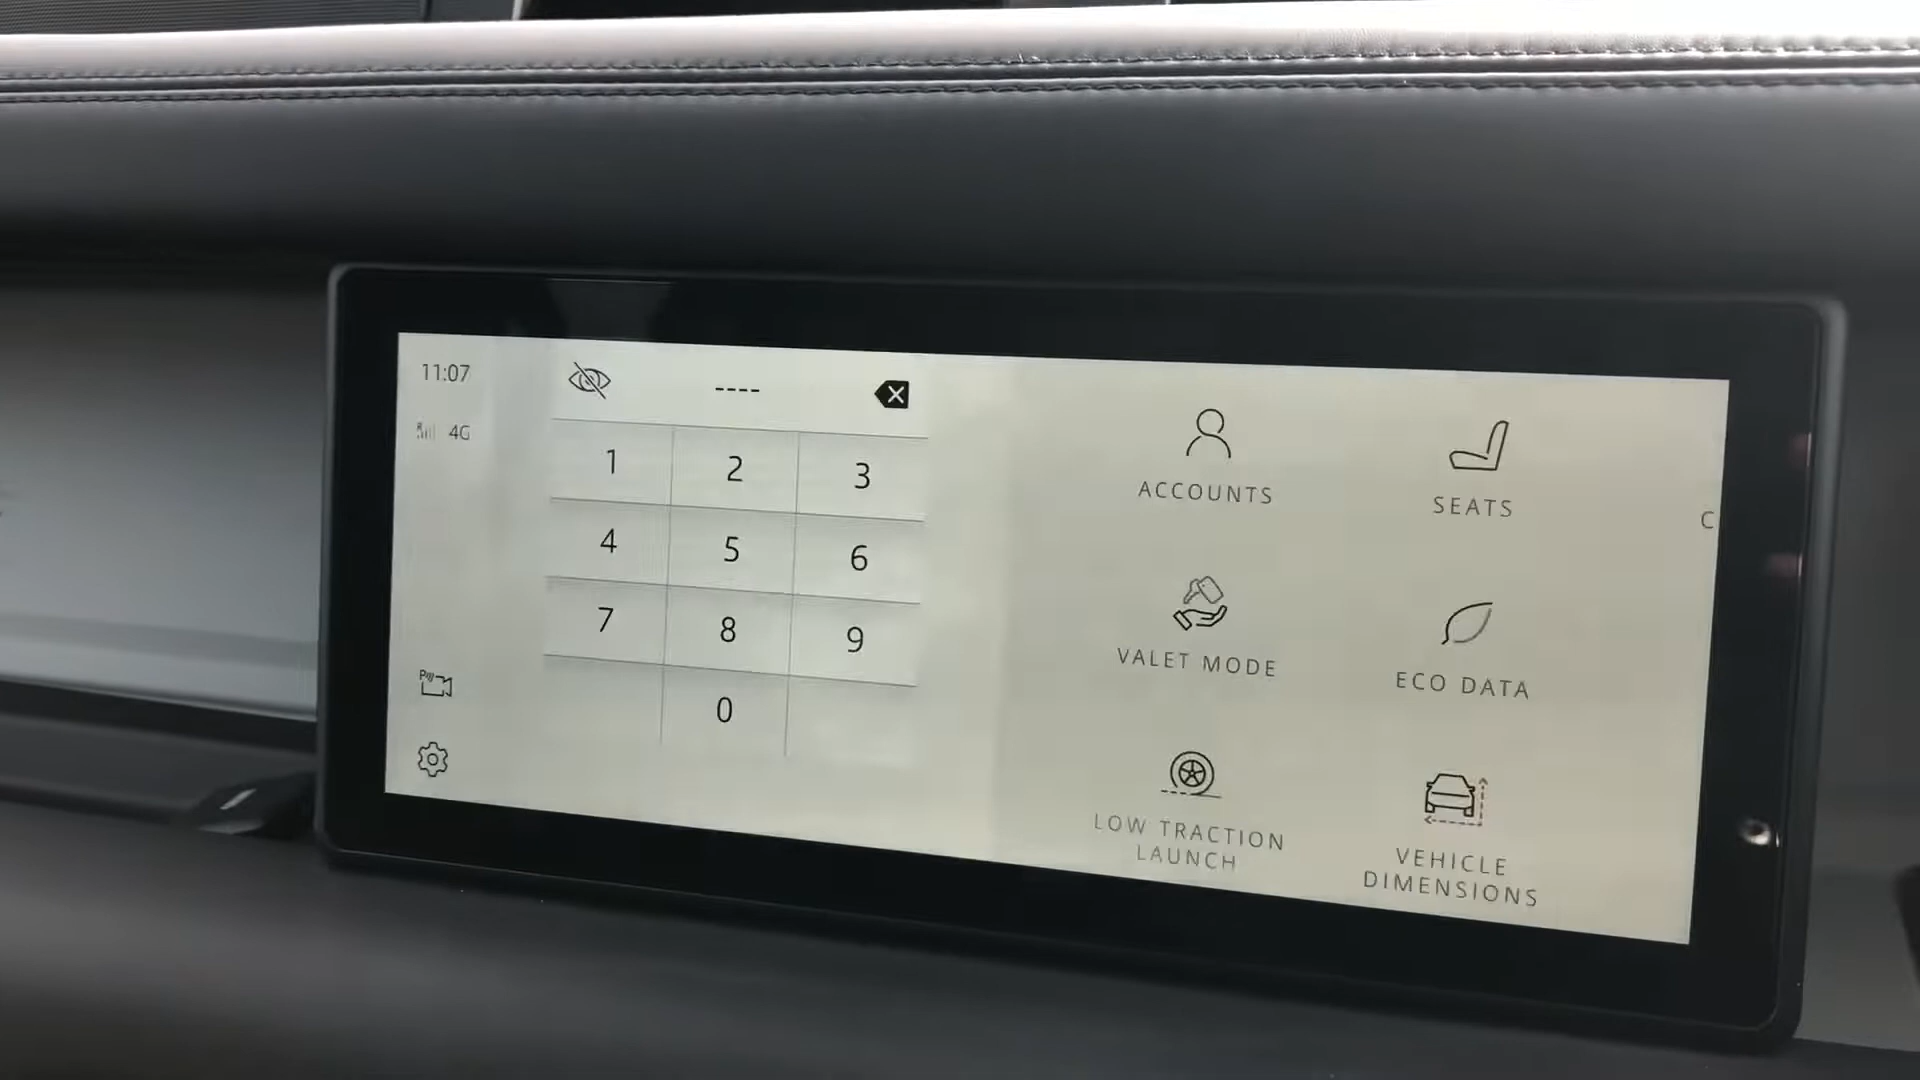 11:07
4G
----
1 2 3
4 5 6
7 8 9
0
ACCOUNTS
SEATS
C
VALET MODE
ECO DATA
LOW TRACTION
LAUNCH
VEHICLE
DIMENSIONS